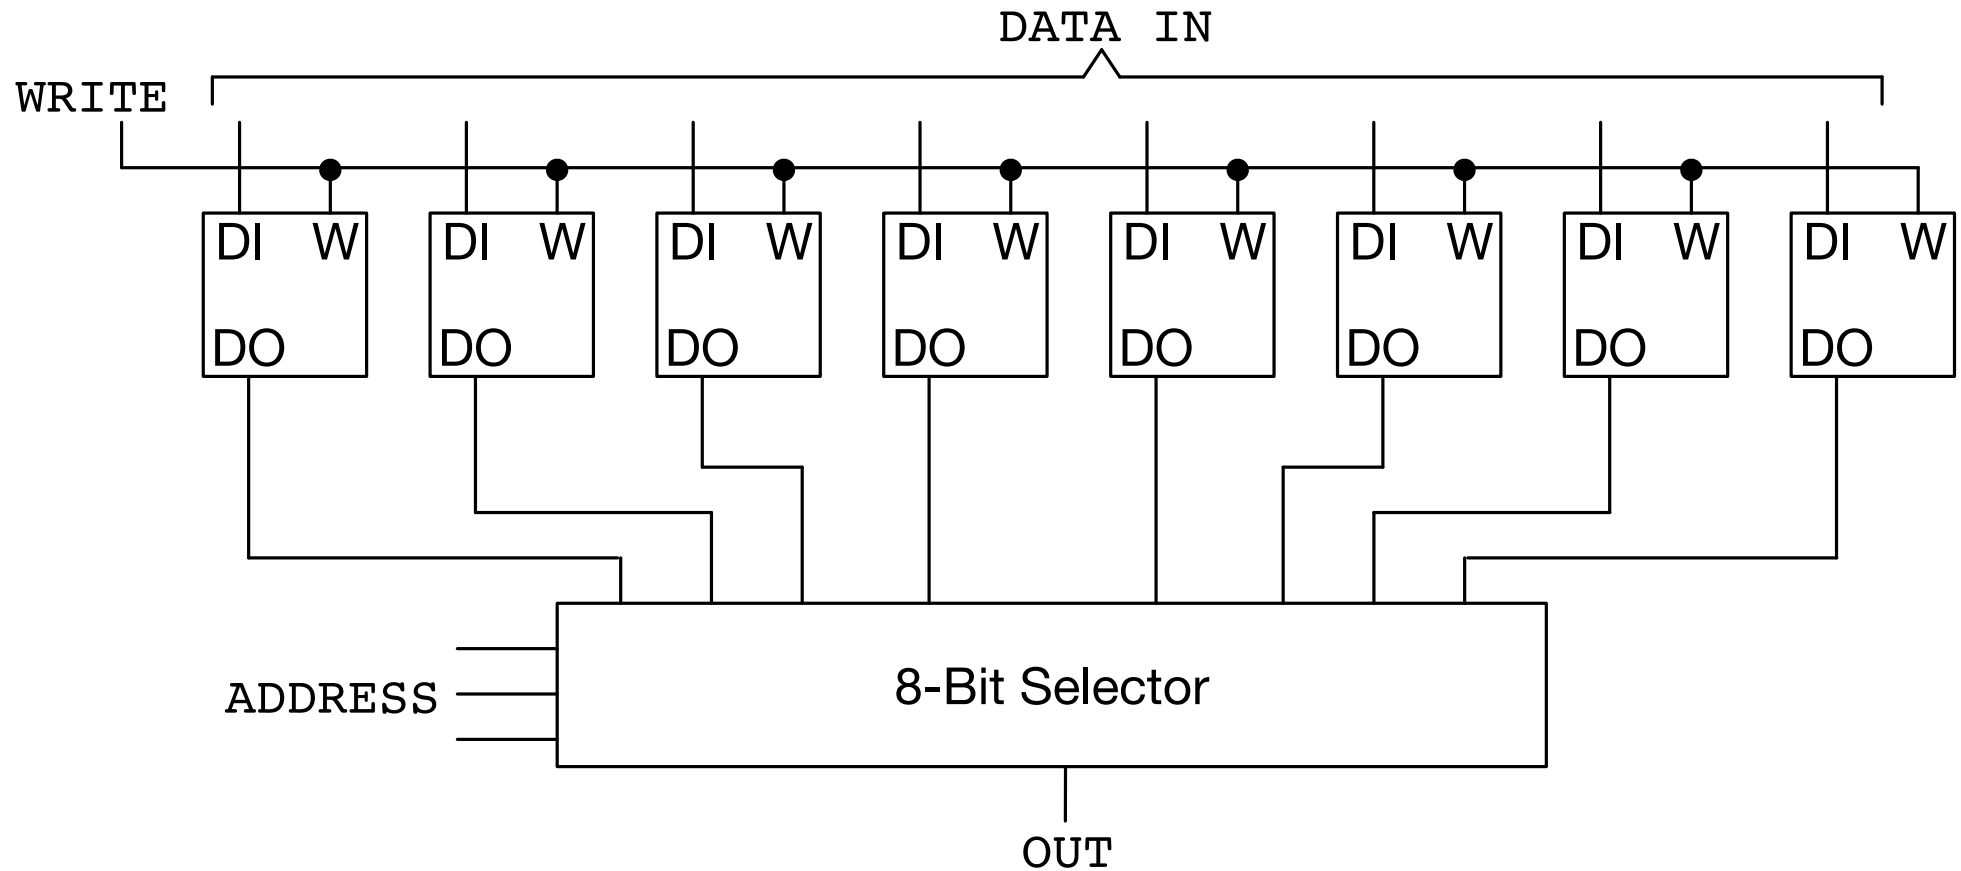 DATA IN
WRITE
DI W DI W DI W DI W DI W DI W DI W DI W
DO DO DO DO DO DO DO DO
8-Bit Selector
ADDRESS
OUT